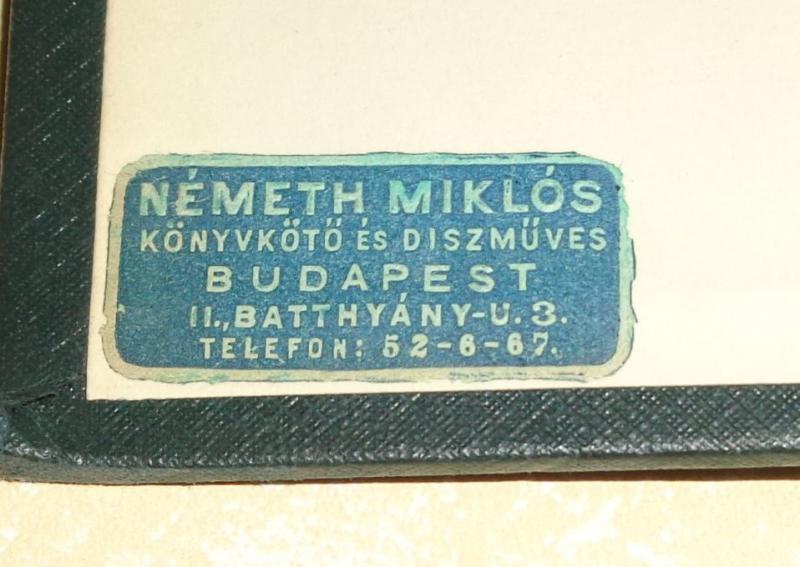 NÉMETH MIKLÓS
KÖNYVKÖTŐ ÉS DISZMŰVES
BUDAPEST
II., BATTHYÁNY-U. 3.
TELEFON: 52-6-67.